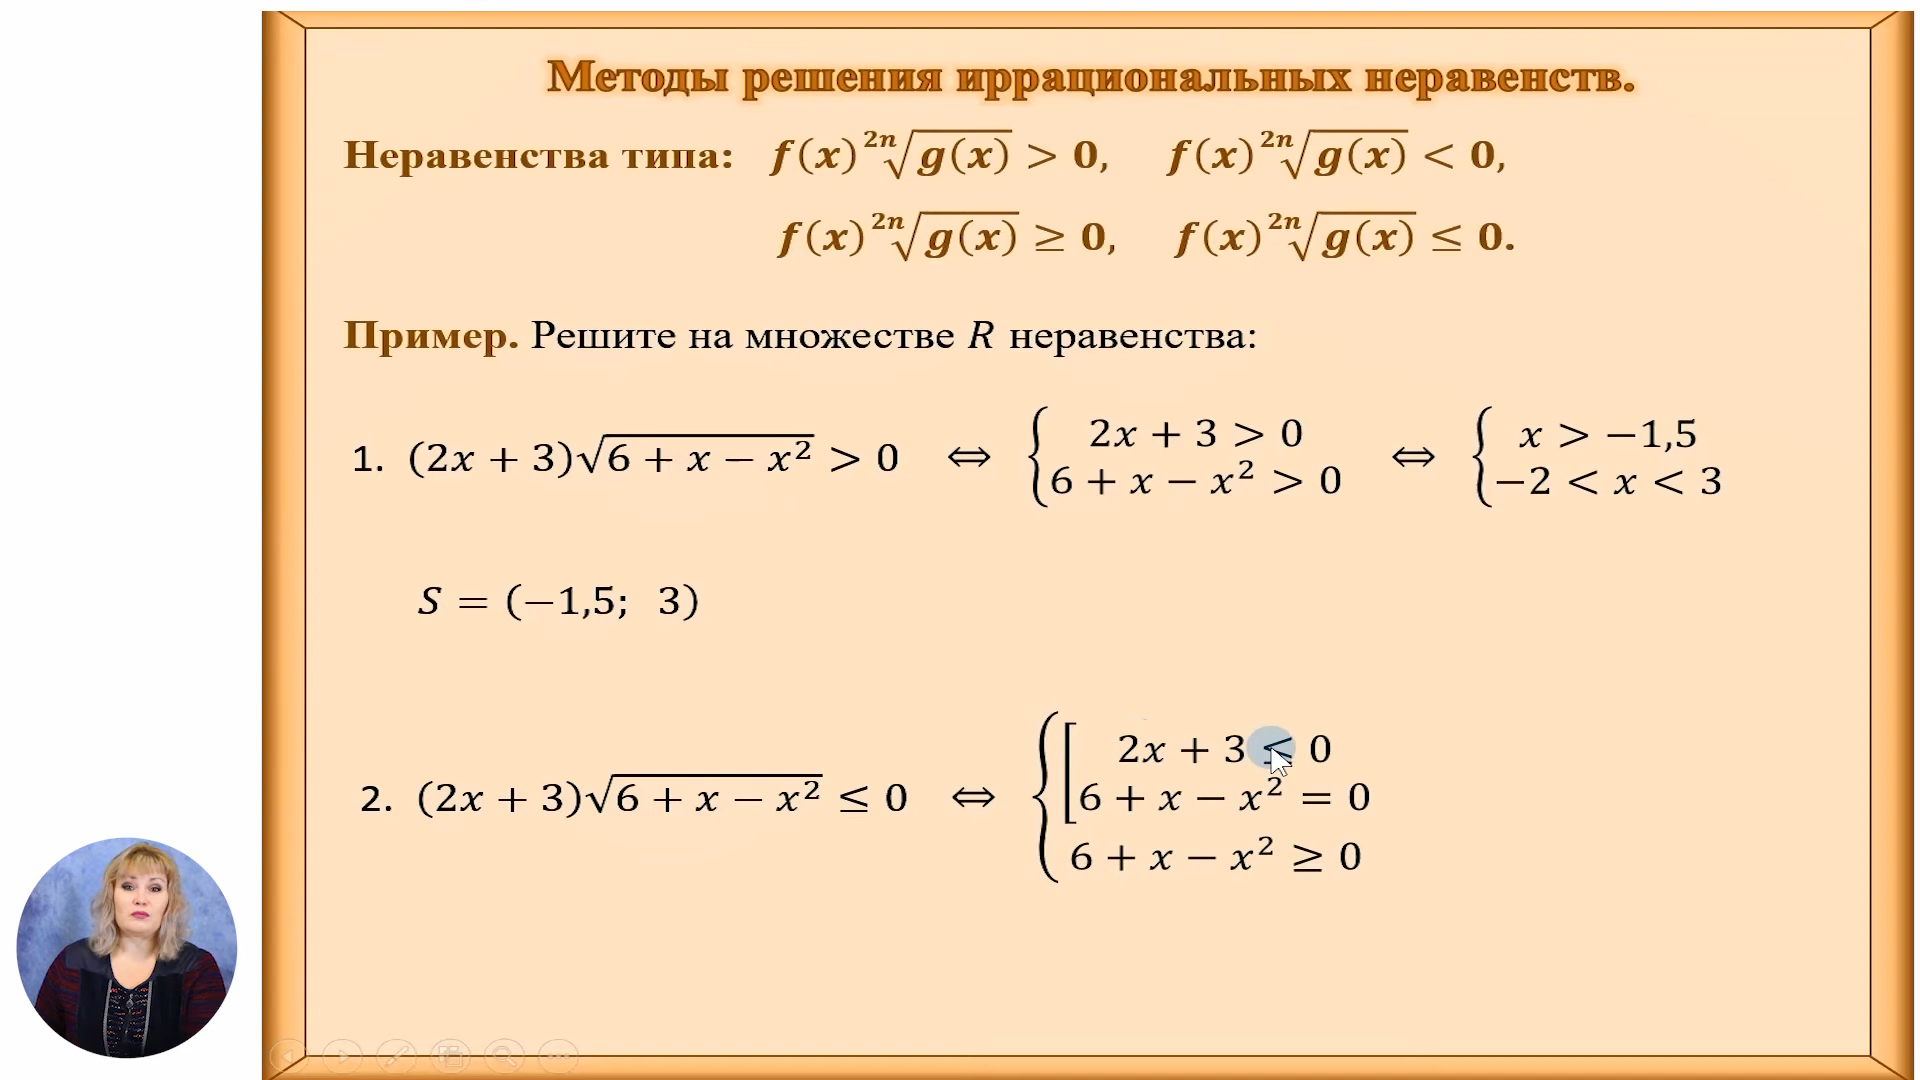 Методы решения иррациональных неравенств.
Неравенства типа: f(x) ²ⁿ√g(x) > 0, f(x) ²ⁿ√g(x) < 0,
f(x) ²ⁿ√g(x) ≥ 0, f(x) ²ⁿ√g(x) ≤ 0.
Пример. Решите на множестве R неравенства:
1. (2x + 3)√(6 + x − x²) > 0 ⇔ { 2x + 3 > 0 ⇔ { x > −1,5
6 + x − x² > 0 −2 < x < 3
S = (−1,5; 3)
2x + 3 ≤ 0
2. (2x + 3)√(6 + x − x²) ≤ 0 ⇔ { [ 6 + x − x² = 0
6 + x − x² ≥ 0